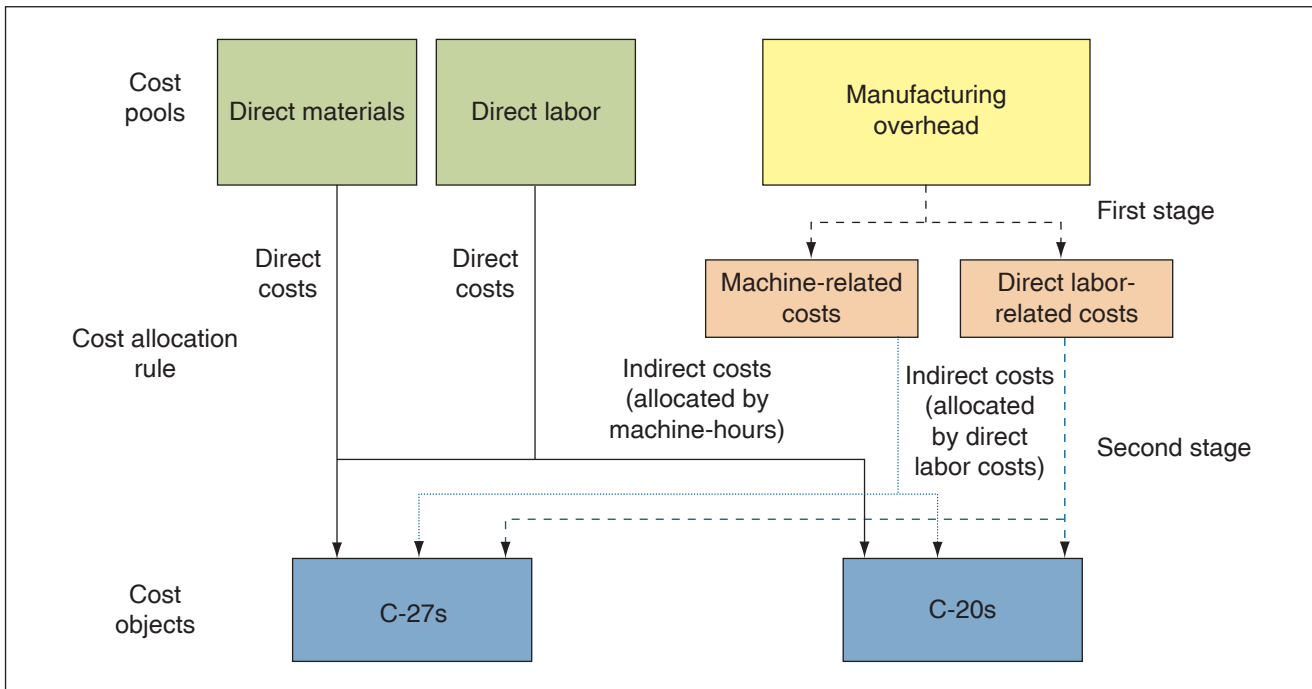 Cost
pools
Direct materials
Direct labor
Manufacturing
overhead
First stage
Direct
costs
Direct
costs
Machine-related
costs
Direct labor-
related costs
Cost allocation
rule
Indirect costs
(allocated by
machine-hours)
Indirect costs
(allocated
by direct
labor costs)
Second stage
Cost
objects
C-27s
C-20s